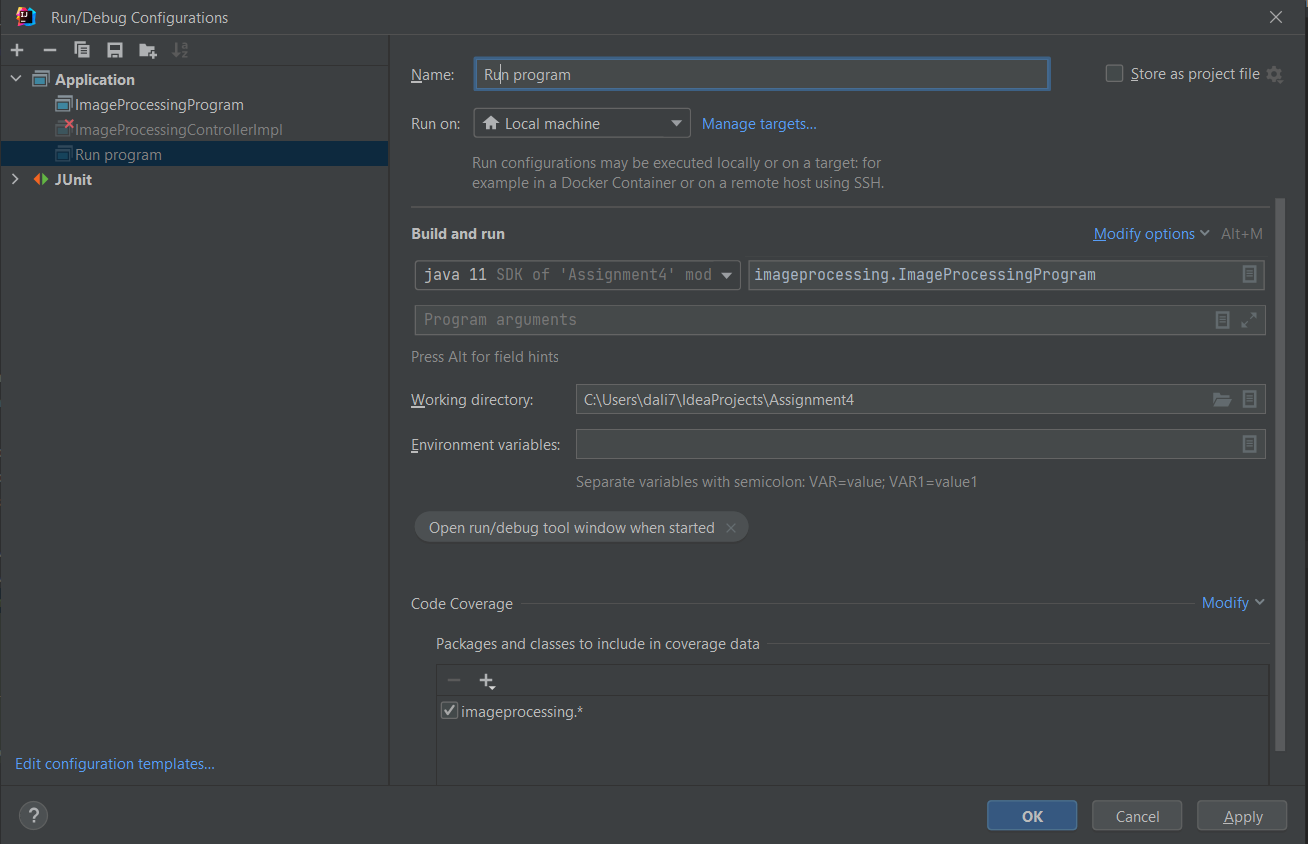 Run/Debug Configurations
Application
ImageProcessingProgram
ImageProcessingControllerImpl
Run program
JUnit
Edit configuration templates...
Name: Run program
Store as project file
Run on: Local machine Manage targets...
Run configurations may be executed locally or on a target: for
example in a Docker Container or on a remote host using SSH.
Build and run Modify options Alt+M
java 11 SDK of 'Assignment4' mod imageprocessing.ImageProcessingProgram
Program arguments
Press Alt for field hints
Working directory: C:\Users\dali7\IdeaProjects\Assignment4
Environment variables:
Separate variables with semicolon: VAR=value; VAR1=value1
Open run/debug tool window when started
Code Coverage Modify
Packages and classes to include in coverage data
imageprocessing.*
? OK Cancel Apply